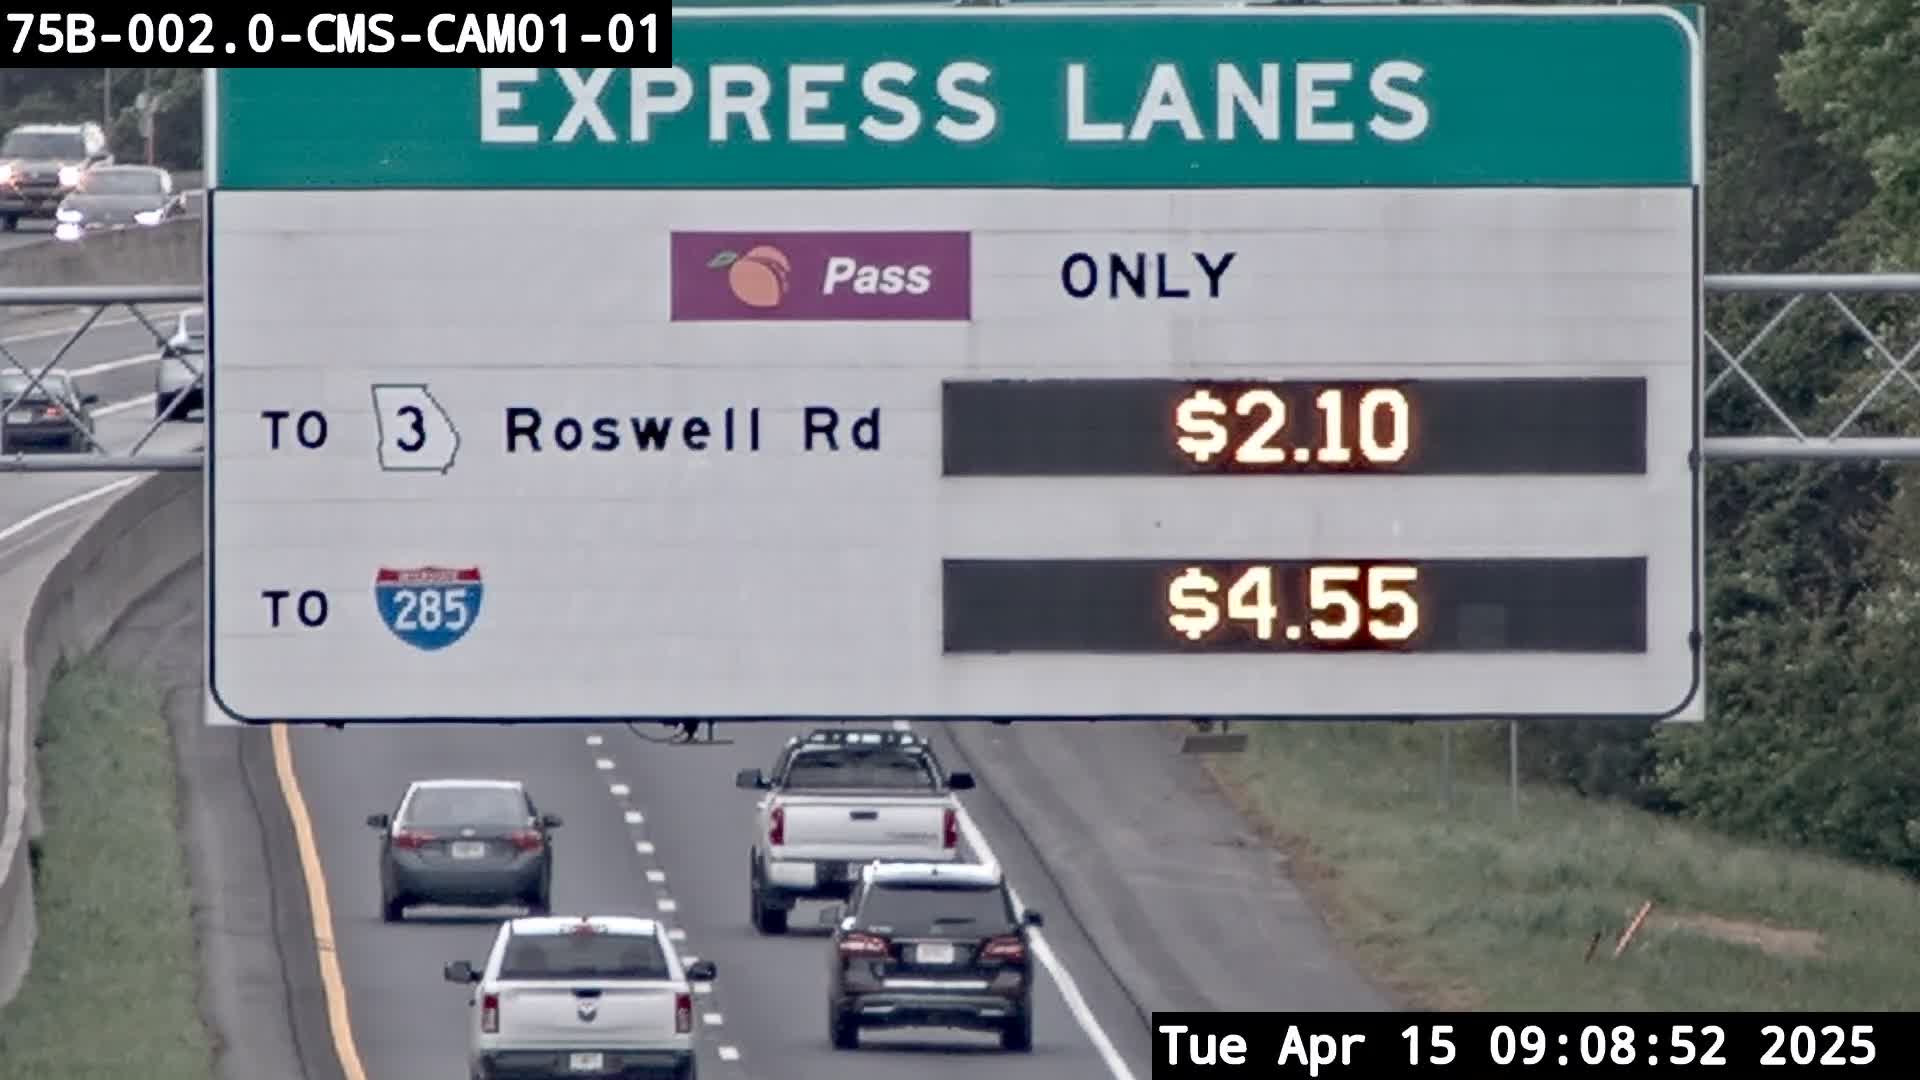 75B-002.0-CMS-CAM01-01
EXPRESS LANES
Pass ONLY
TO 3 Roswell Rd $2.10
TO 285 $4.55
Tue Apr 15 09:08:52 2025